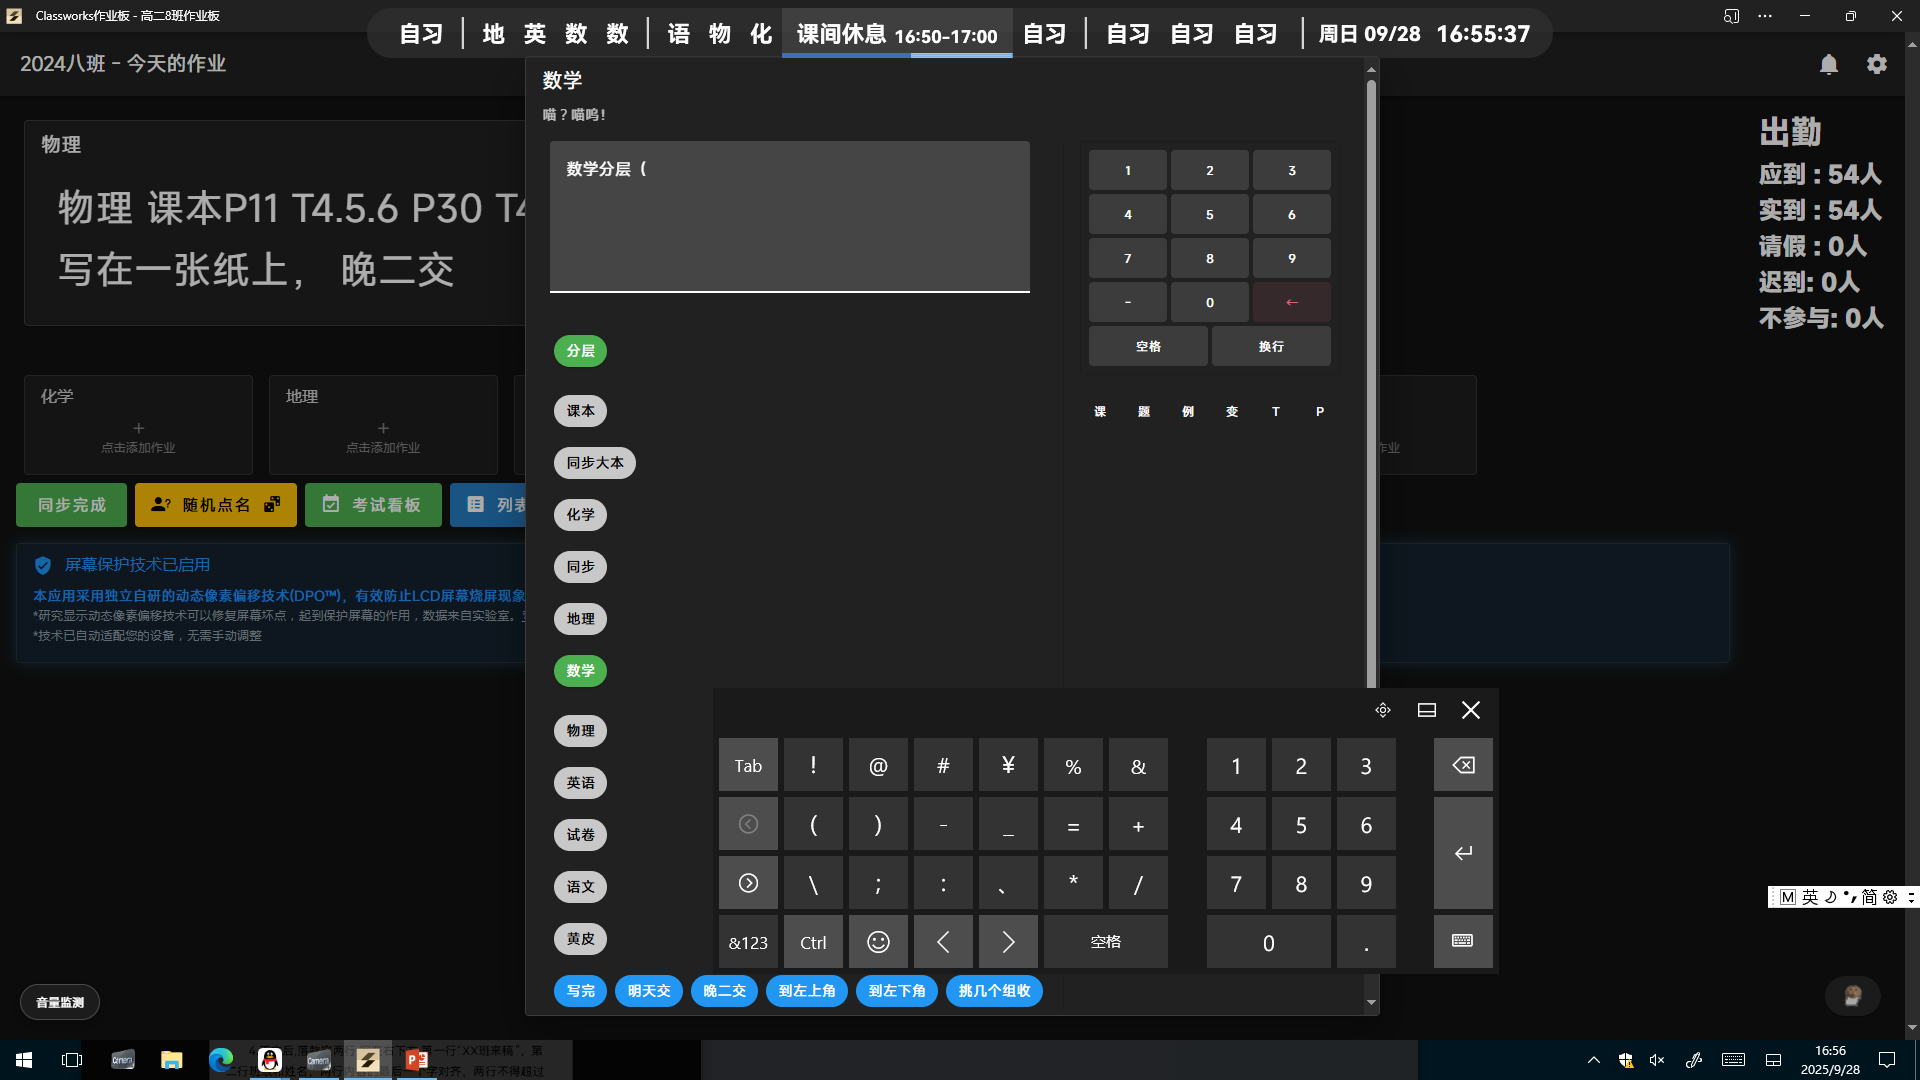 Classworks作业板 - 高二8班作业板
自习 | 地 英 数 数 | 语 物 化 课间休息 16:50-17:00 自习 | 自习 自习 自习 | 周日 09/28 16:55:37
2024八班 - 今天的作业
物理
物理 课本P11 T4.5.6 P30 T4
写在一张纸上， 晚二交
化学
点击添加作业
地理
点击添加作业
作业
同步完成
随机点名
考试看板
列表
屏幕保护技术已启用
本应用采用独立自研的动态像素偏移技术(DPO™)，有效防止LCD屏幕烧屏现象
*研究显示动态像素偏移技术可以修复屏幕坏点，起到保护屏幕的作用，数据来自实验室。
*技术已自动适配您的设备，无需手动调整
数学
喵？喵呜！
数学分层（
分层
课本
同步大本
化学
同步
地理
数学
物理
英语
试卷
语文
黄皮
写完 明天交 晚二交 到左上角 到左下角 挑几个组收
1 2 3
4 5 6
7 8 9
- 0 ←
空格 换行
课 题 例 变 T P
出勤
应到：54人
实到：54人
请假：0人
迟到: 0人
不参与: 0人
Tab ! @ # ¥ % & 1 2 3
( ) - _ = + 4 5 6
\ ; : 、 * / 7 8 9
&123 Ctrl 空格 0 .
M 英 简
音量监测
Camera
Camera
第一行“XX班来稿”，第
16:56
2025/9/28